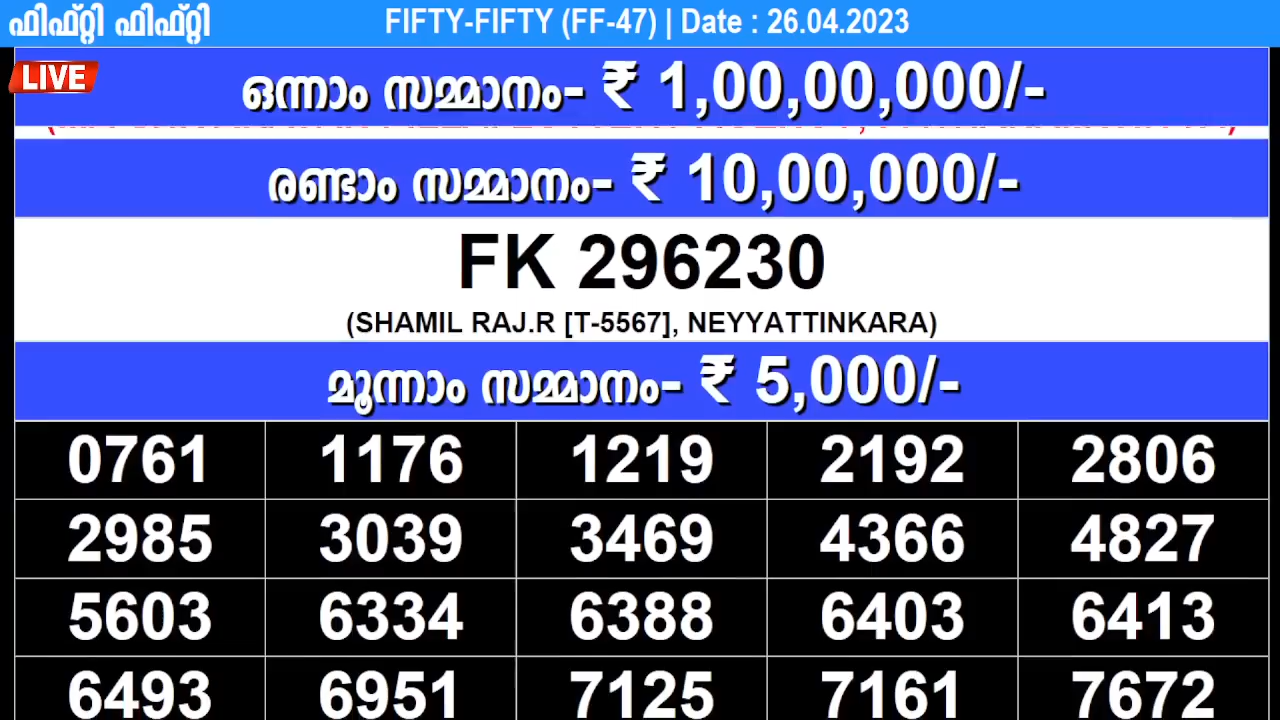 ഫിഫ്റ്റി ഫിഫ്റ്റി FIFTY-FIFTY (FF-47) | Date : 26.04.2023
LIVE
ഒന്നാം സമ്മാനം- ₹ 1,00,00,000/-
രണ്ടാം സമ്മാനം- ₹ 10,00,000/-
FK 296230
(SHAMIL RAJ.R [T-5567], NEYYATTINKARA)
മൂന്നാം സമ്മാനം- ₹ 5,000/-
0761 1176 1219 2192 2806
2985 3039 3469 4366 4827
5603 6334 6388 6403 6413
6493 6951 7125 7161 7672